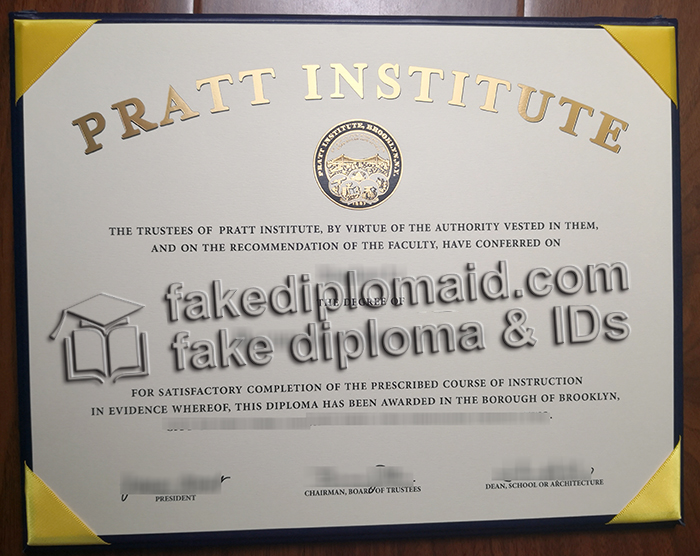 PRATT INSTITUTE
PRATT INSTITUTE, BROOKLYN, N.Y.
1887
THE TRUSTEES OF PRATT INSTITUTE, BY VIRTUE OF THE AUTHORITY VESTED IN THEM,
AND ON THE RECOMMENDATION OF THE FACULTY, HAVE CONFERRED ON
THE DEGREE OF
fakediplomaid.com
fake diploma & IDs
FOR SATISFACTORY COMPLETION OF THE PRESCRIBED COURSE OF INSTRUCTION
IN EVIDENCE WHEREOF, THIS DIPLOMA HAS BEEN AWARDED IN THE BOROUGH OF BROOKLYN,
PRESIDENT
CHAIRMAN, BOARD OF TRUSTEES
DEAN, SCHOOL OR ARCHITECTURE